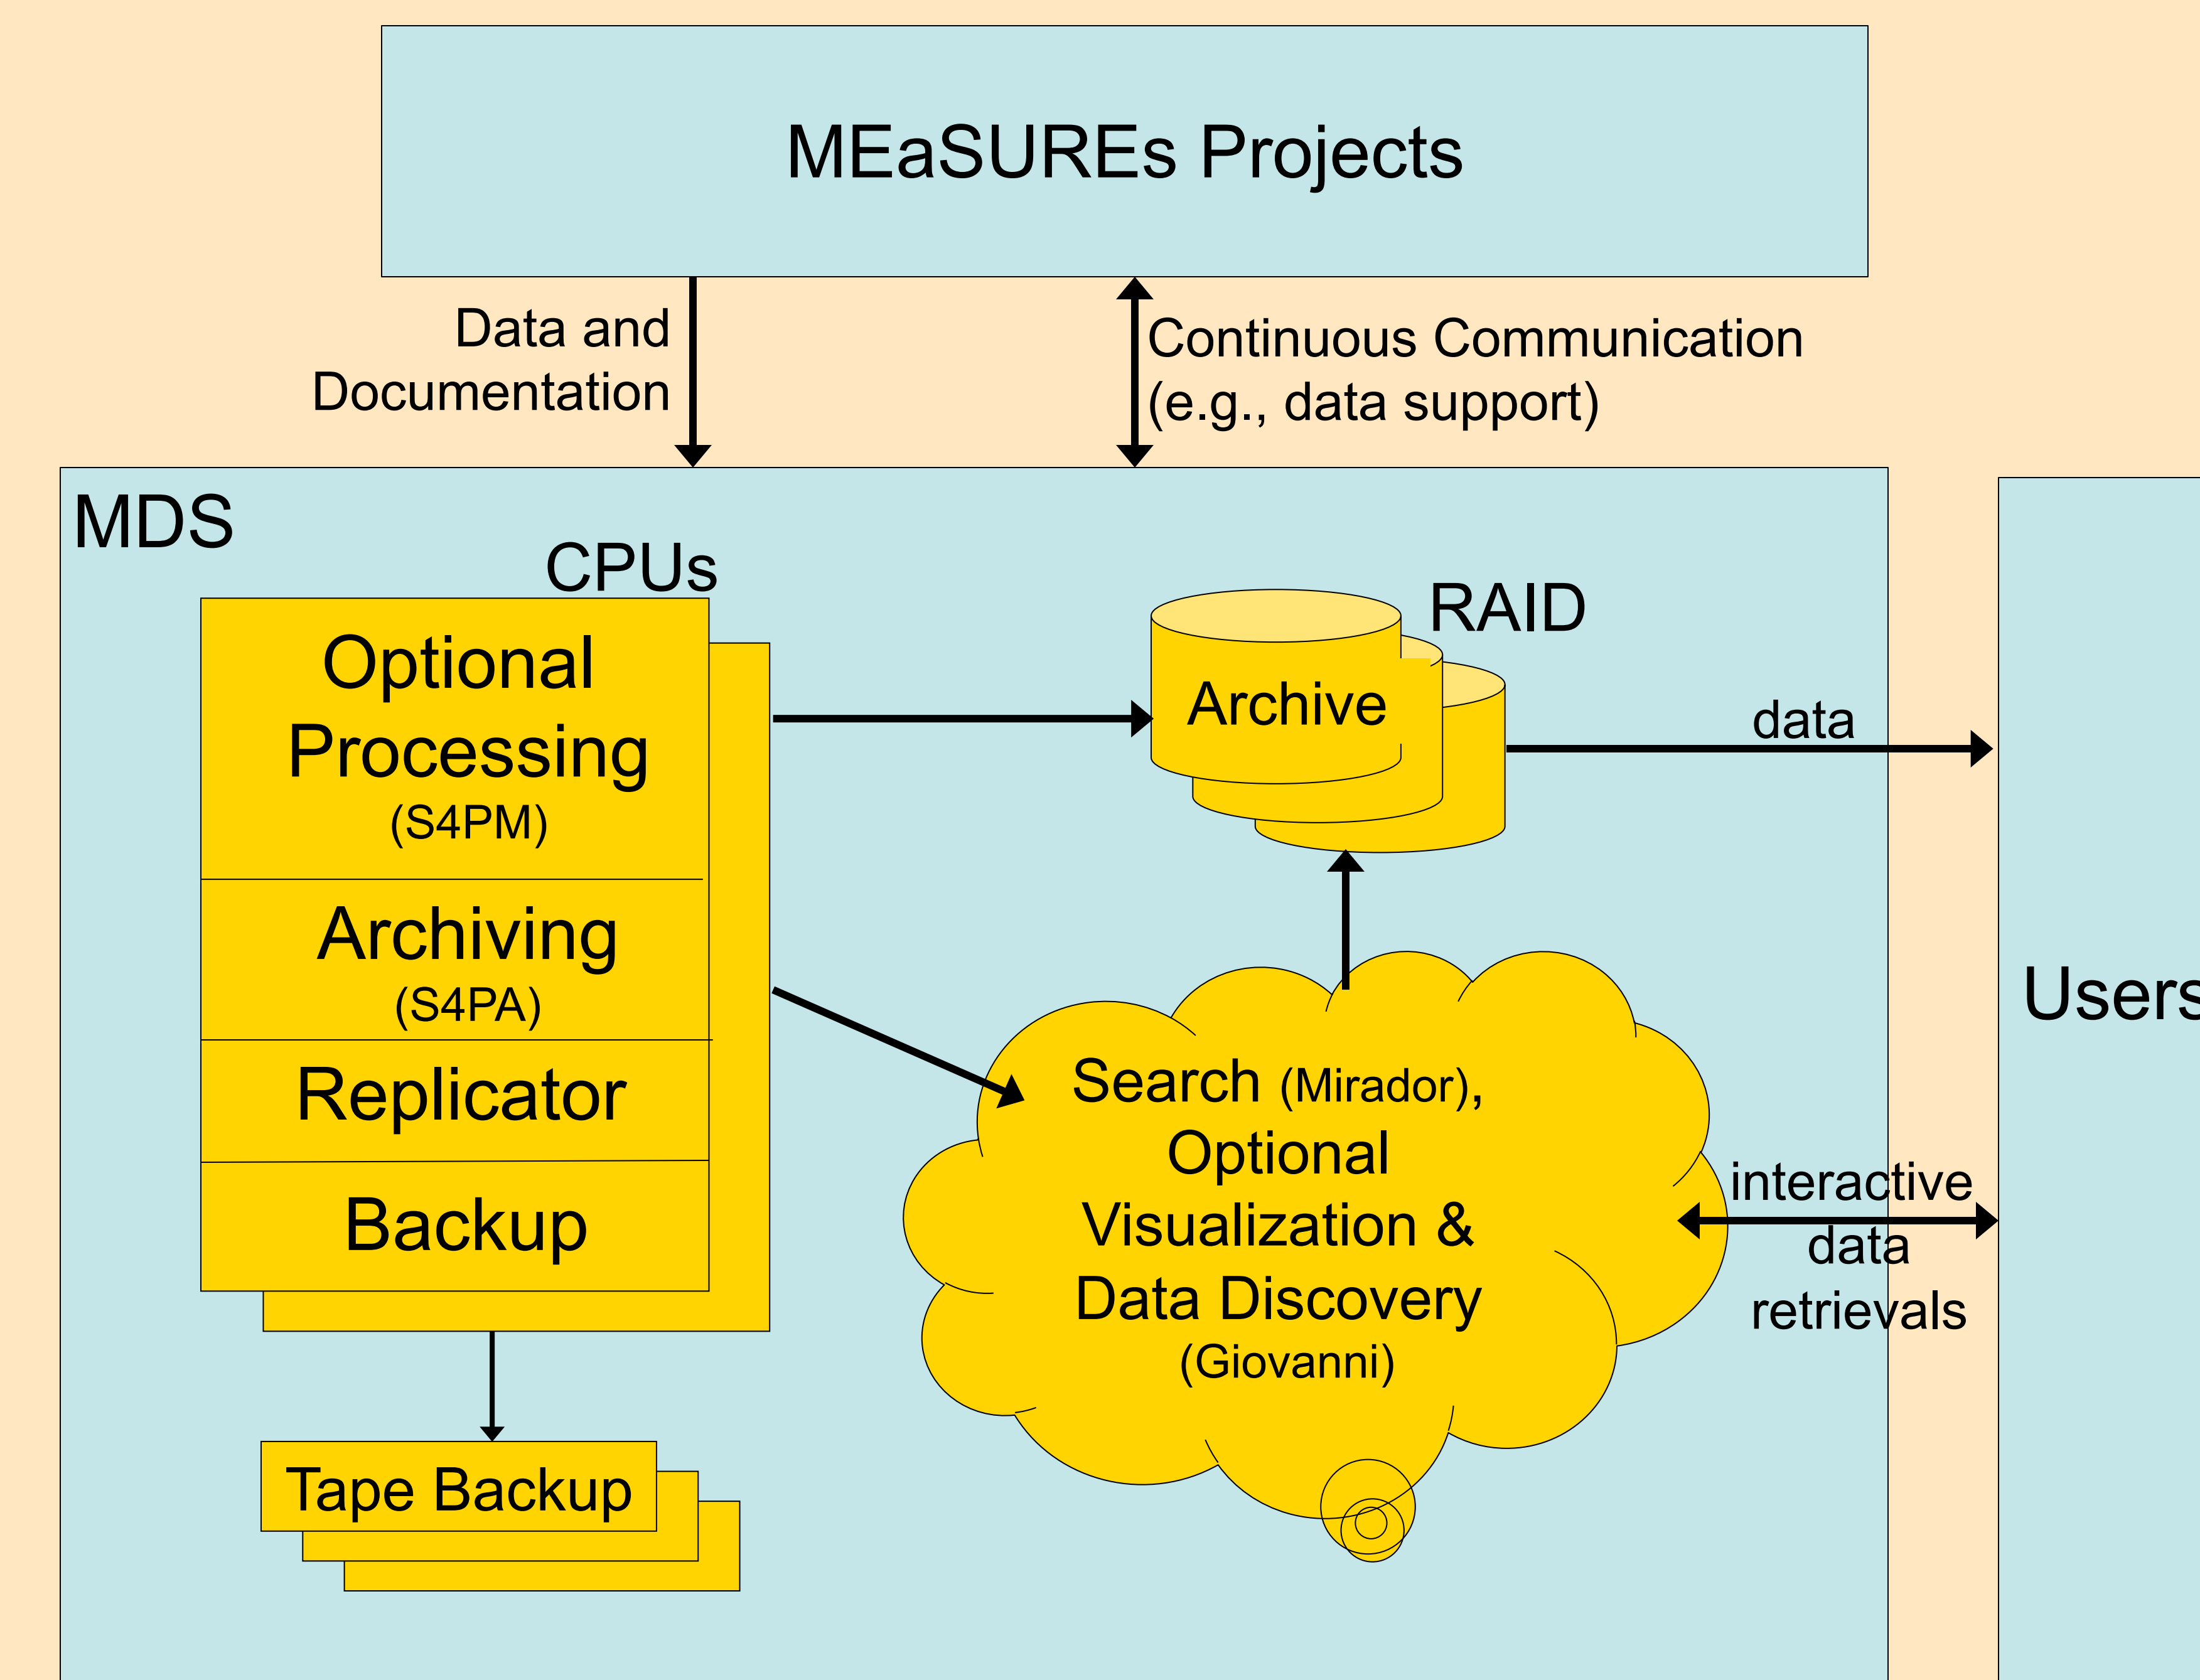 MEaSUREs Projects
Data and
Documentation
Continuous Communication
(e.g., data support)
MDS
CPUs
Optional
Processing
(S4PM)
Archiving
(S4PA)
Replicator
Backup
Tape Backup
RAID
Archive
data
Search (Mirador),
Optional
Visualization &
Data Discovery
(Giovanni)
interactive
data
retrievals
Users